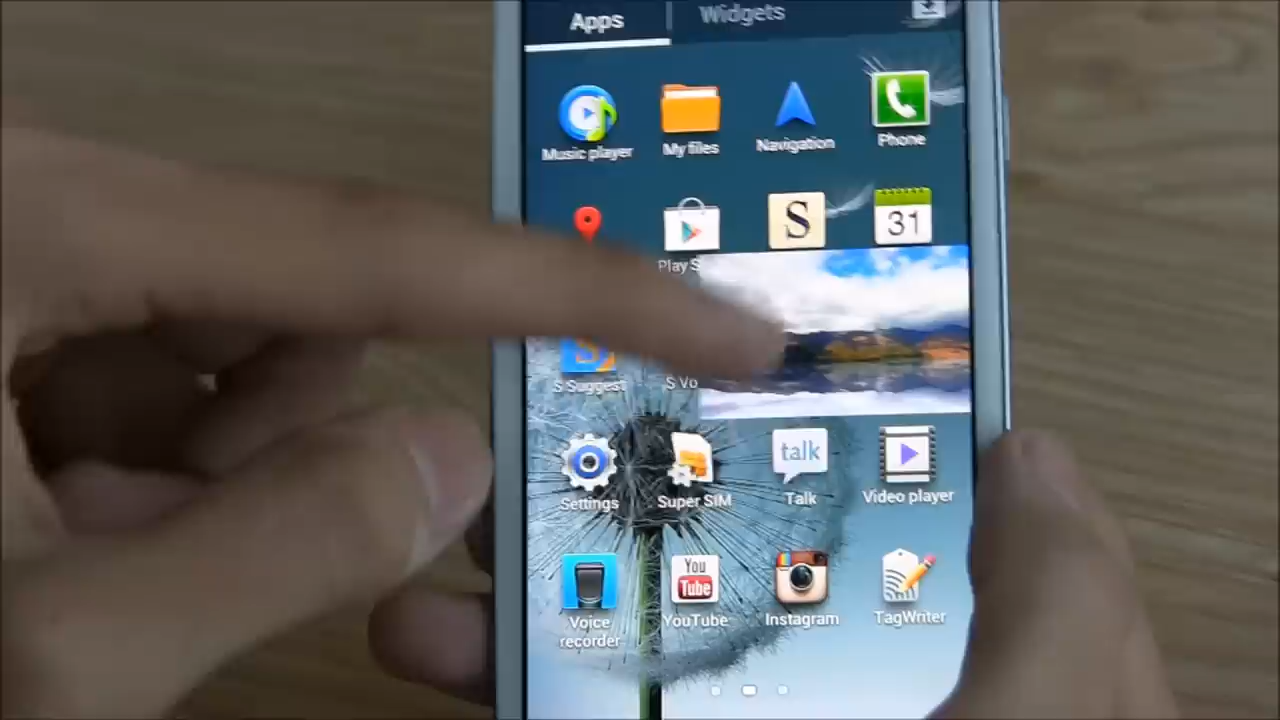 Apps Widgets
Music player My files Navigation Phone
S 31
Play S
S
S Suggest S Vo
talk
Settings Super SIM Talk Video player
You
Tube
Voice
recorder YouTube Instagram TagWriter